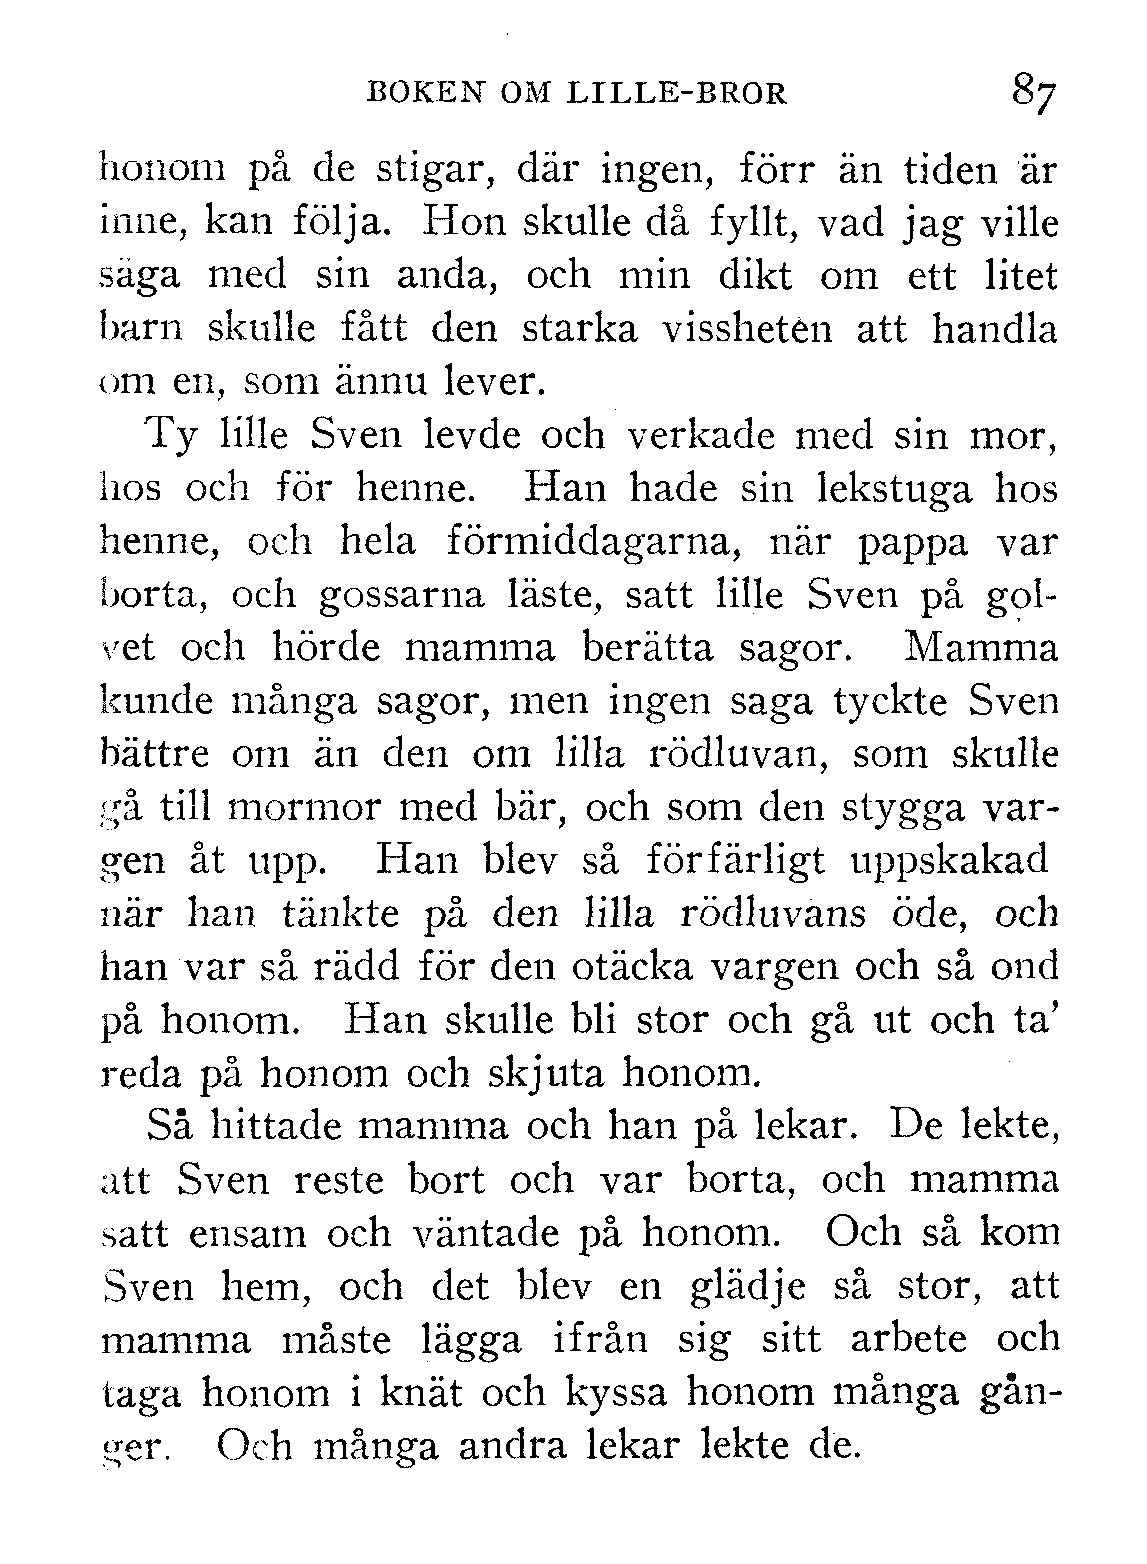 BOKEN OM LILLE-BROR 87
honom på de stigar, där ingen, förr än tiden är
inne, kan följa. Hon skulle då fyllt, vad jag ville
säga med sin anda, och min dikt om ett litet
barn skulle fått den starka vissheten att handla
om en, som ännu lever.
Ty lille Sven levde och verkade med sin mor,
hos och för henne. Han hade sin lekstuga hos
henne, och hela förmiddagarna, när pappa var
borta, och gossarna läste, satt lille Sven på gol-
vet och hörde mamma berätta sagor. Mamma
kunde många sagor, men ingen saga tyckte Sven
bättre om än den om lilla rödluvan, som skulle
gå till mormor med bär, och som den stygga var-
gen åt upp. Han blev så förfärligt uppskakad
när han tänkte på den lilla rödluvans öde, och
han var så rädd för den otäcka vargen och så ond
på honom. Han skulle bli stor och gå ut och ta’
reda på honom och skjuta honom.
Så hittade mamma och han på lekar. De lekte,
att Sven reste bort och var borta, och mamma
satt ensam och väntade på honom. Och så kom
Sven hem, och det blev en glädje så stor, att
mamma måste lägga ifrån sig sitt arbete och
taga honom i knät och kyssa honom många gån-
ger. Och många andra lekar lekte de.